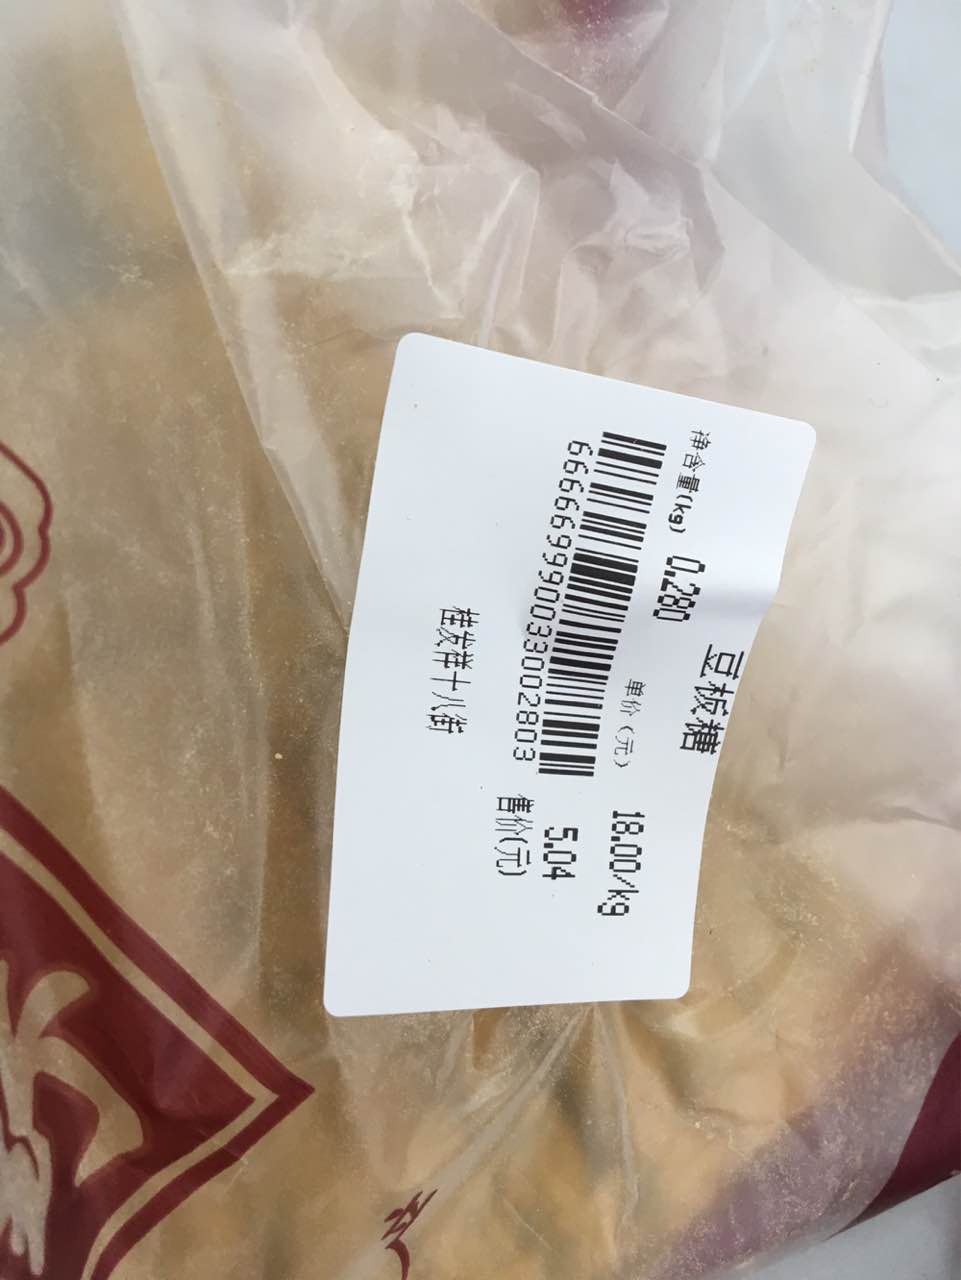 豆板糖
净含量(kg) 0.280
单价(元) 18.00/kg
666669990033002803
5.04
售价(元)
桂发祥十八街